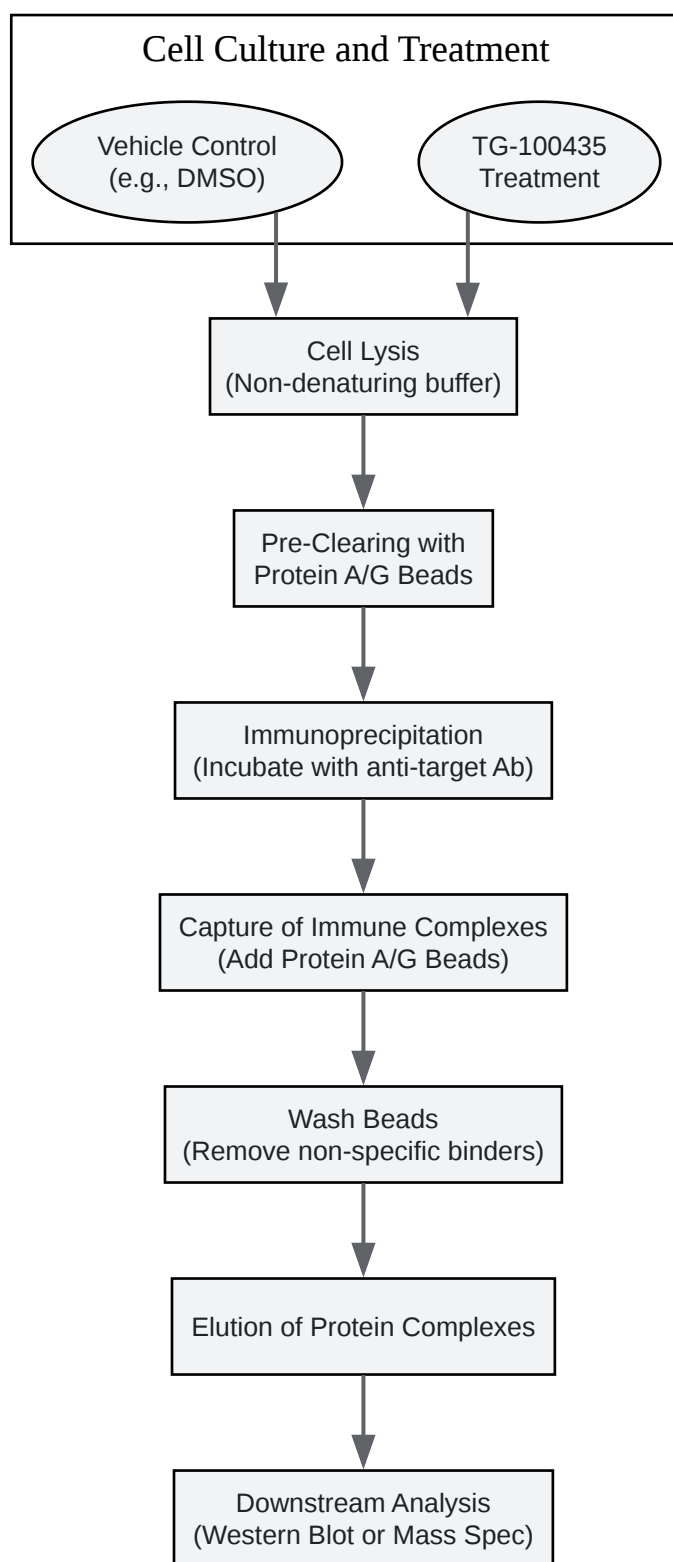 Cell Culture and Treatment
Vehicle Control
(e.g., DMSO)
TG-100435
Treatment
Cell Lysis
(Non-denaturing buffer)
Pre-Clearing with
Protein A/G Beads
Immunoprecipitation
(Incubate with anti-target Ab)
Capture of Immune Complexes
(Add Protein A/G Beads)
Wash Beads
(Remove non-specific binders)
Elution of Protein Complexes
Downstream Analysis
(Western Blot or Mass Spec)